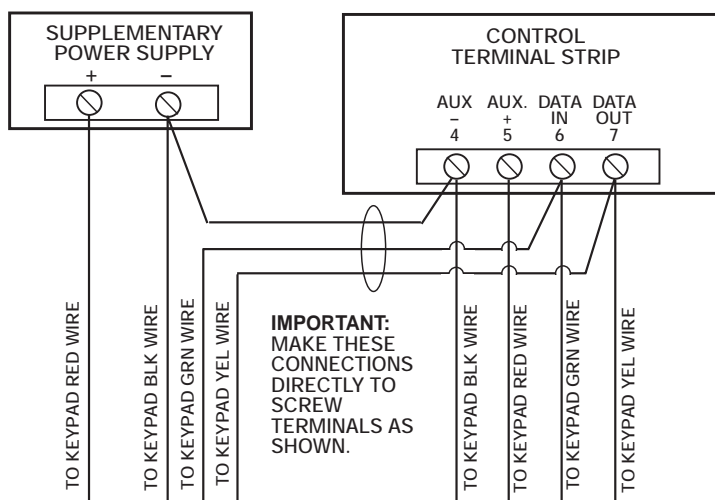 SUPPLEMENTARY
POWER SUPPLY
+ –
CONTROL
TERMINAL STRIP
AUX AUX. DATA DATA
– + IN OUT
4 5 6 7
TO KEYPAD RED WIRE
TO KEYPAD BLK WIRE
TO KEYPAD GRN WIRE
TO KEYPAD YEL WIRE
IMPORTANT:
MAKE THESE
CONNECTIONS
DIRECTLY TO
SCREW
TERMINALS AS
SHOWN.
TO KEYPAD BLK WIRE
TO KEYPAD RED WIRE
TO KEYPAD GRN WIRE
TO KEYPAD YEL WIRE